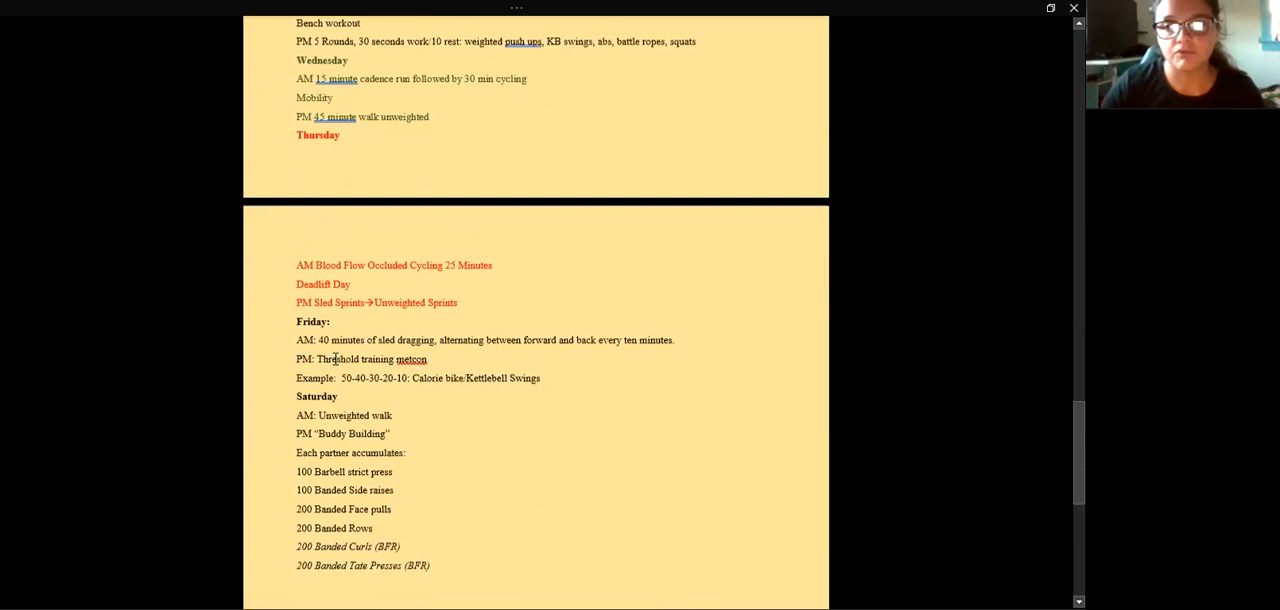 Bench workout
PM 5 Rounds, 30 seconds work/10 rest: weighted push ups, KB swings, abs, battle ropes, squats
Wednesday
AM 15 minute cadence run followed by 30 min cycling
Mobility
PM 45 minute walk unweighted
Thursday
AM Blood Flow Occluded Cycling 25 Minutes
Deadlift Day
PM Sled Sprints→Unweighted Sprints
Friday:
AM: 40 minutes of sled dragging, alternating between forward and back every ten minutes.
PM: Threshold training metcon
Example:  50-40-30-20-10: Calorie bike/Kettlebell Swings
Saturday
AM: Unweighted walk
PM “Buddy Building”
Each partner accumulates:
100 Barbell strict press
100 Banded Side raises
200 Banded Face pulls
200 Banded Rows
200 Banded Curls (BFR)
200 Banded Tate Presses (BFR)